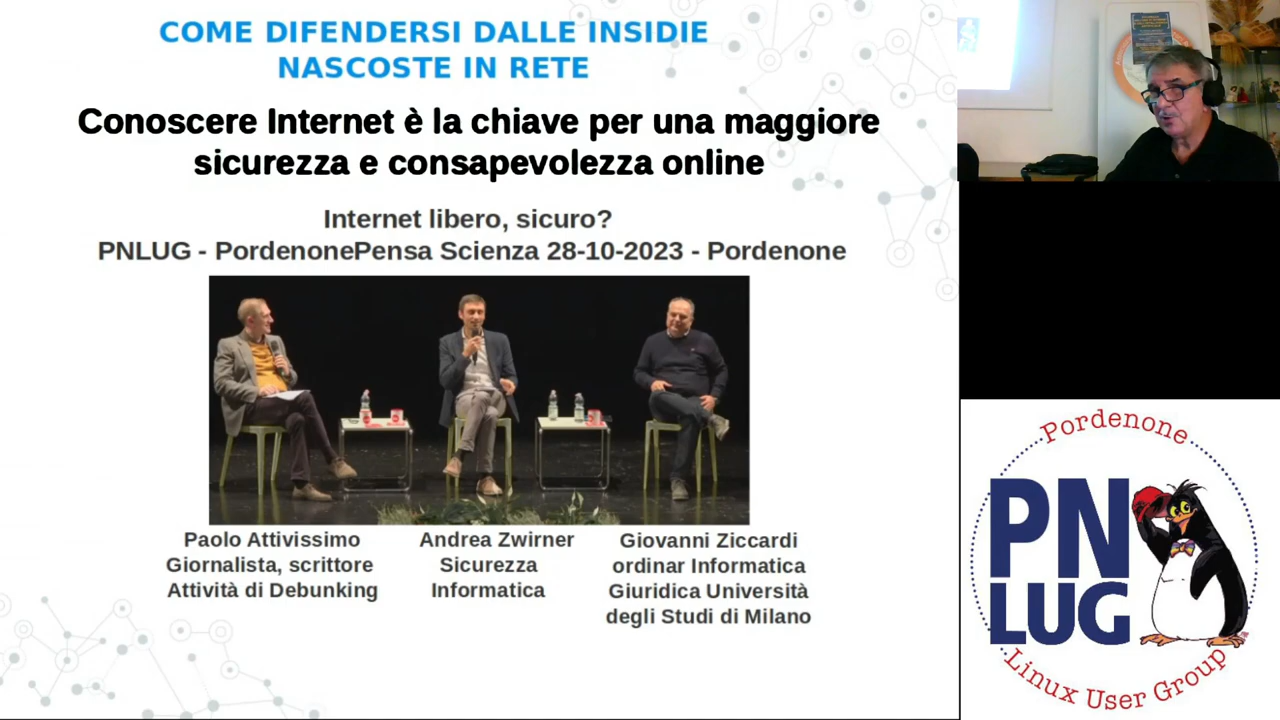 COME DIFENDERSI DALLE INSIDIE
NASCOSTE IN RETE
Conoscere Internet è la chiave per una maggiore
sicurezza e consapevolezza online
Internet libero, sicuro?
PNLUG - PordenonePensa Scienza 28-10-2023 - Pordenone
Paolo Attivissimo
Giornalista, scrittore
Attività di Debunking
Andrea Zwirner
Sicurezza
Informatica
Giovanni Ziccardi
ordinar Informatica
Giuridica Università
degli Studi di Milano
Pordenone
PN
LUG
Linux User Group